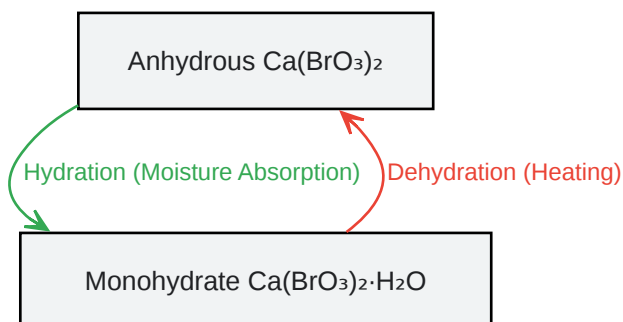 Anhydrous Ca(BrO₃)₂
Hydration (Moisture Absorption)
Dehydration (Heating)
Monohydrate Ca(BrO₃)₂·H₂O